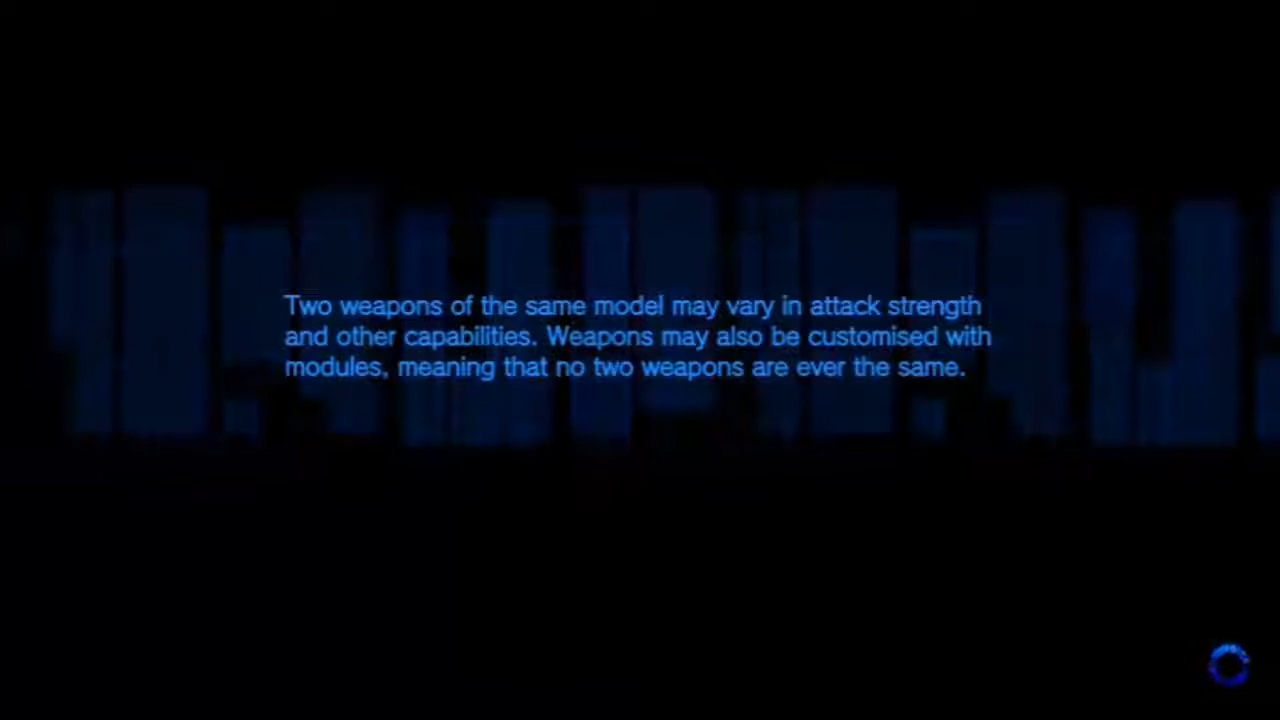 Two weapons of the same model may vary in attack strength
and other capabilities. Weapons may also be customised with
modules, meaning that no two weapons are ever the same.